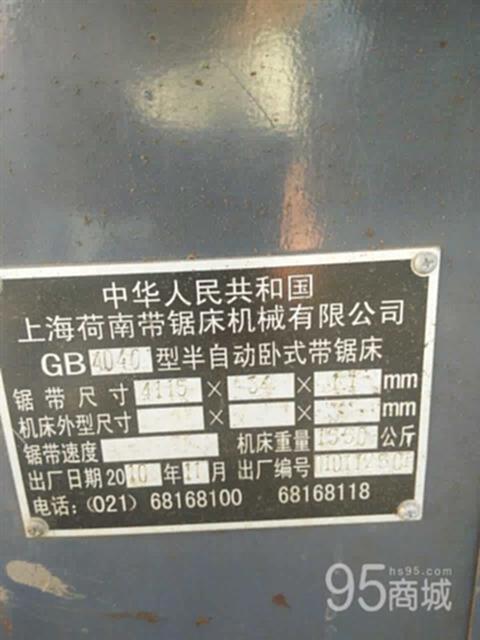 中华人民共和国
上海荷南带锯床机械有限公司
GB4040型半自动卧式带锯床
锯带尺寸 4115 × 34 × 1.1 mm
机床外型尺寸 × × mm
锯带速度 机床重量 公斤
出厂日期2010年11月 出厂编号
电话：(021) 68168100 68168118
95商城
hs95.com